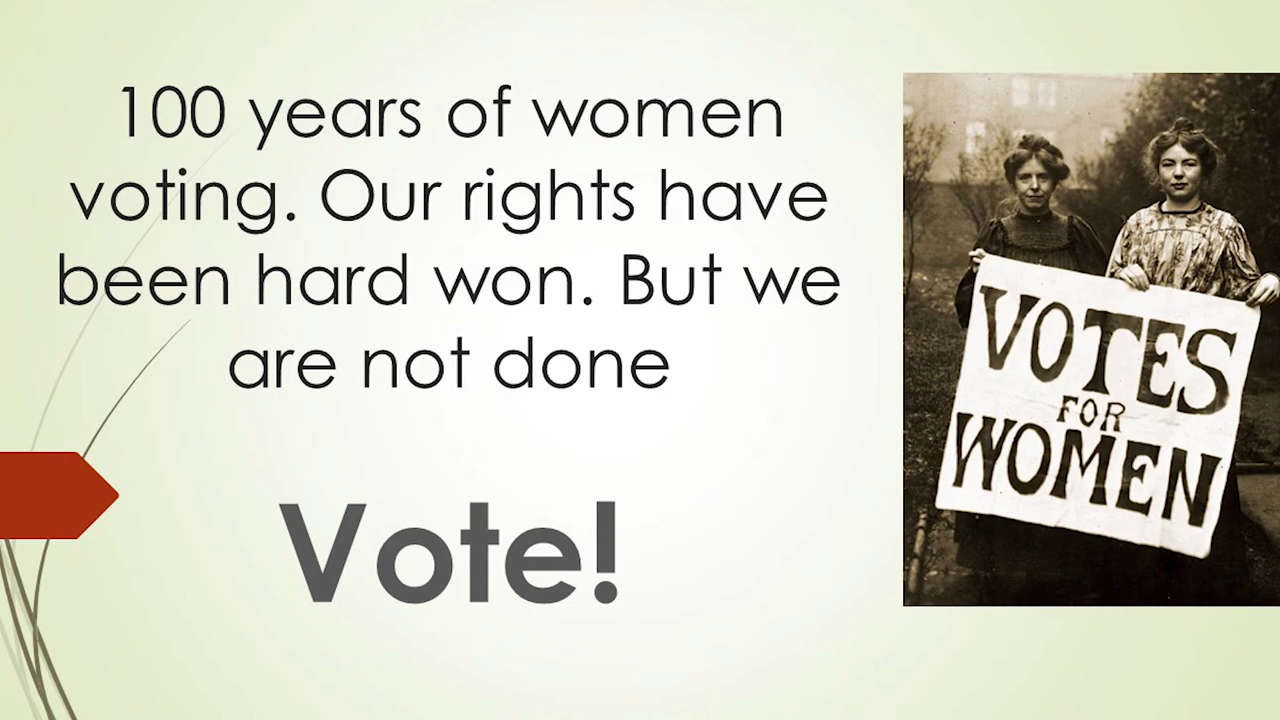 100 years of women
voting. Our rights have
been hard won. But we
are not done
Vote!
VOTES
FOR
WOMEN